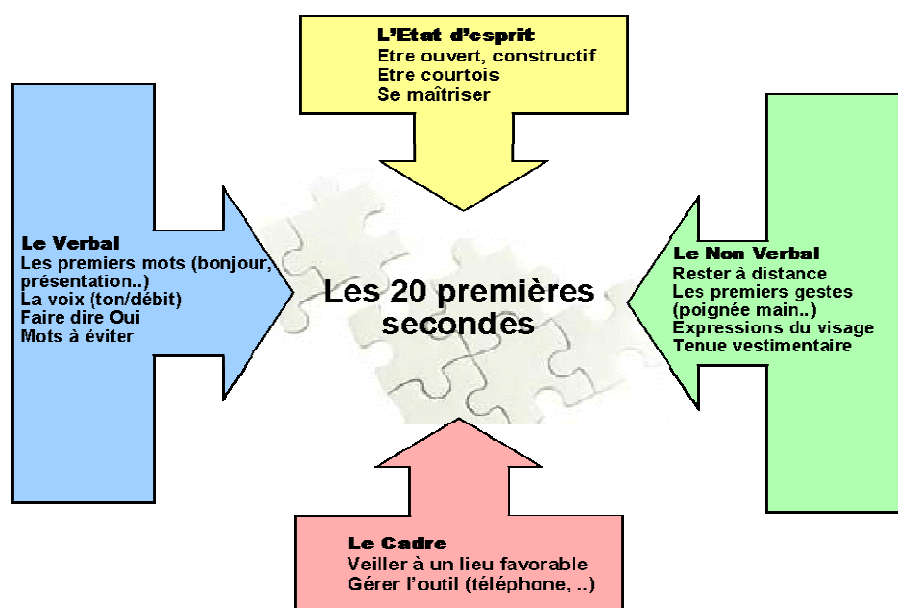 L'Etat d'esprit
Etre ouvert, constructif
Etre courtois
Se maîtriser
Le Verbal
Les premiers mots (bonjour,
présentation..)
La voix (ton/débit)
Faire dire Oui
Mots à éviter
Les 20 premières
secondes
Le Non Verbal
Rester à distance
Les premiers gestes
(poignée main..)
Expressions du visage
Tenue vestimentaire
Le Cadre
Veiller à un lieu favorable
Gérer l'outil (téléphone, ..)